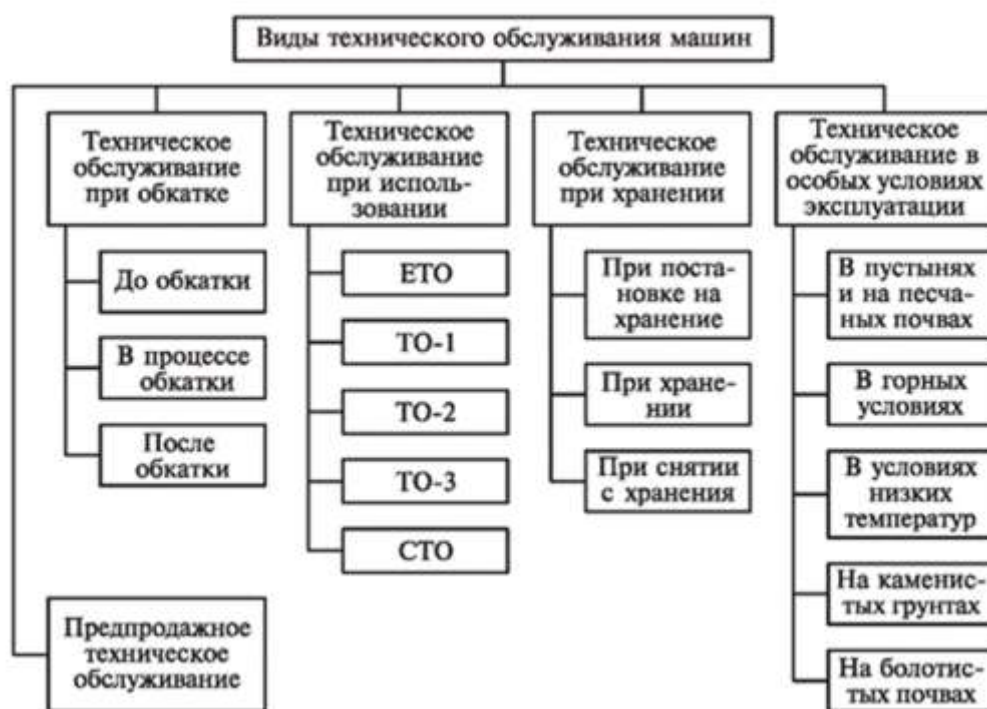 Виды технического обслуживания машин
Техническое
обслуживание
при обкатке
До обкатки
В процессе
обкатки
После
обкатки
Техническое
обслуживание
при исполь-
зовании
ЕТО
ТО-1
ТО-2
ТО-3
СТО
Техническое
обслуживание
при хранении
При поста-
новке на
хранение
При хране-
нии
При снятии
с хранения
Техническое
обслуживание в
особых условиях
эксплуатации
В пустынях
и на песча-
ных почвах
В горных
условиях
В условиях
низких
температур
На каменис-
тых грунтах
На болотис-
тых почвах
Предпродажное
техническое
обслуживание